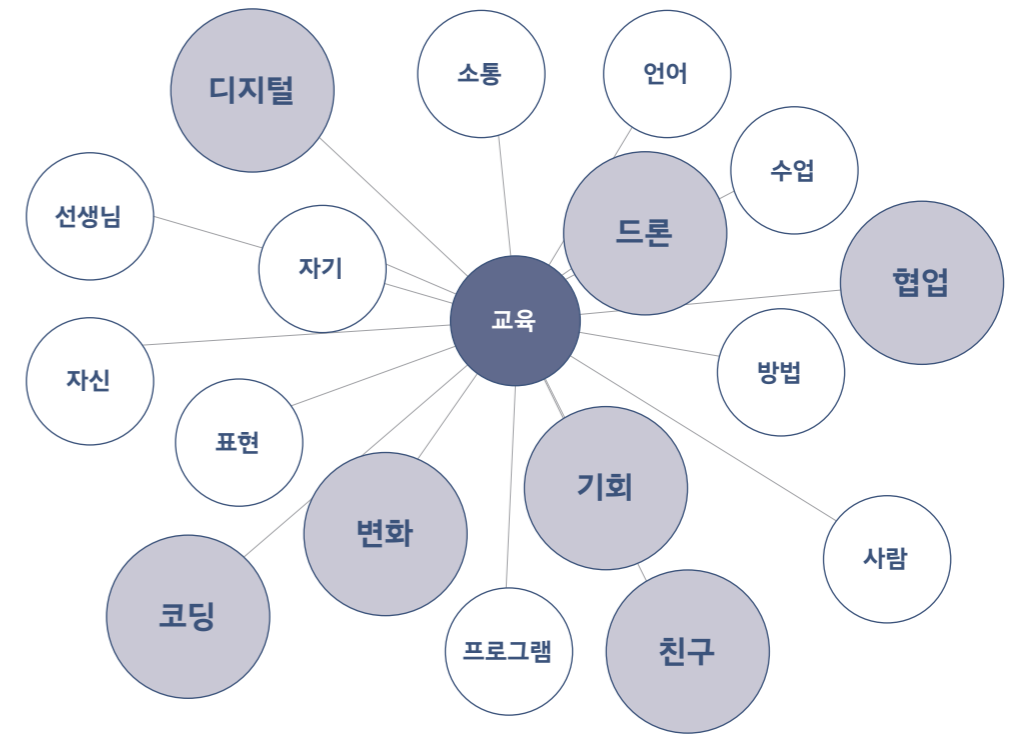 디지털
소통
언어
수업
선생님
드론
자기
협업
교육
자신
방법
표현
기회
변화
사람
코딩
프로그램
친구